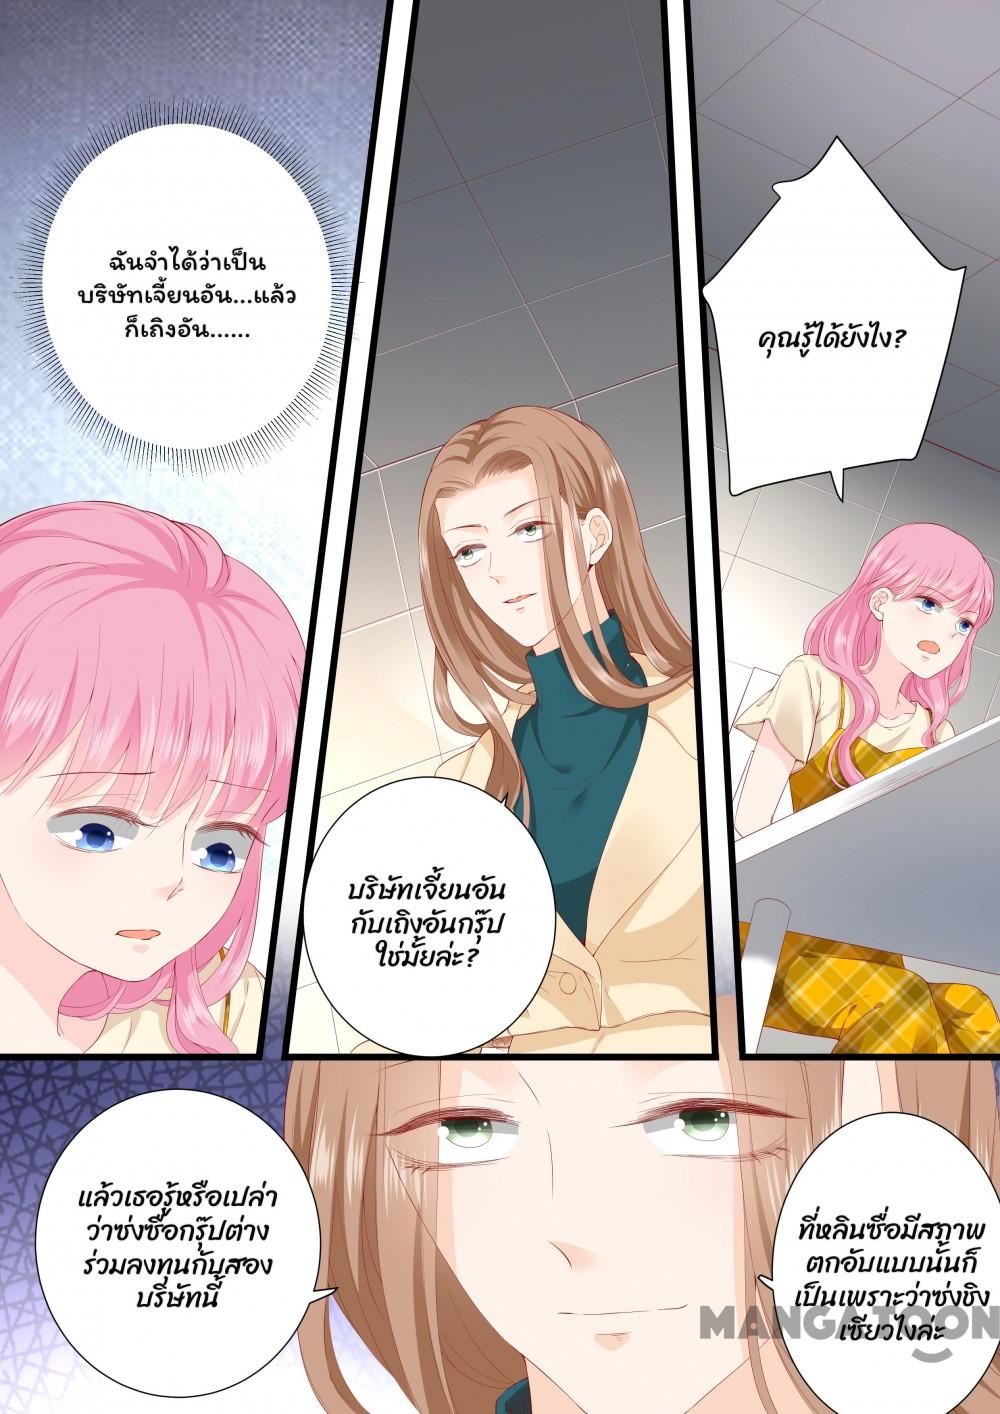 ฉันจำได้ว่าเป็น
บริษัทเจี้ยนอัน...แล้ว
ก็เถิงอัน......
บริษัทเจี้ยนอัน
กับเถิงอันกรุ๊ป
ใช่มั้ยล่ะ?
คุณรู้ได้ยังไง?
แล้วเธอรู้หรือเปล่า
ว่าซ่งซื่อกรุ๊ปต่าง
ร่วมลงทุนกับสอง
บริษัทนี้
ที่หลินซื่อมีสภาพ
ตกอับแบบนั้นก็
เป็นเพราะว่าซ่งชิง
เซียวไงล่ะ
MANGATOON